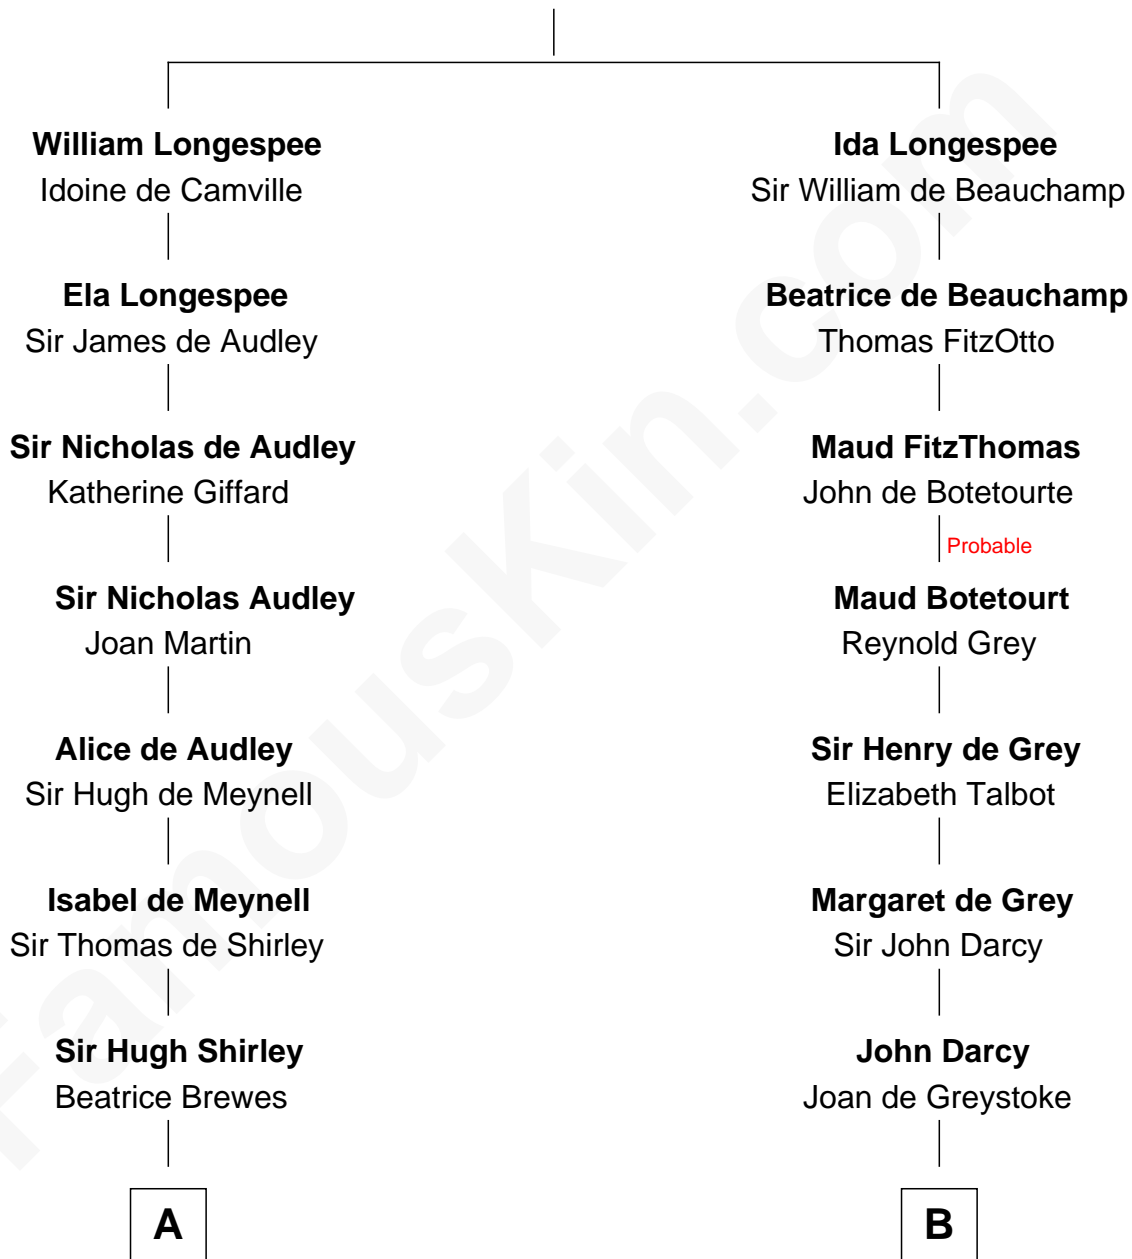 William Longespee
Idoine de Camville
Ela Longespee
Sir James de Audley
Sir Nicholas de Audley
Katherine Giffard
Sir Nicholas Audley
Joan Martin
Alice de Audley
Sir Hugh de Meynell
Isabel de Meynell
Sir Thomas de Shirley
Sir Hugh Shirley
Beatrice Brewes
A
Ida Longespee
Sir William de Beauchamp
Beatrice de Beauchamp
Thomas FitzOtto
Maud FitzThomas
John de Botetourte
Probable
Maud Botetourt
Reynold Grey
Sir Henry de Grey
Elizabeth Talbot
Margaret de Grey
Sir John Darcy
John Darcy
Joan de Greystoke
B
FamousKin.com